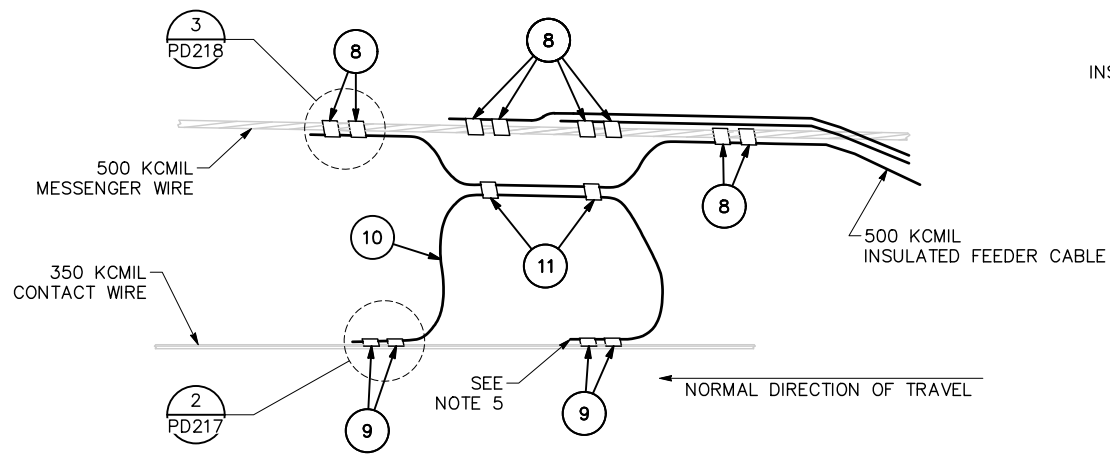 3
PD218
8
8
INS
500 KCMIL
MESSENGER WIRE
8
10
11
500 KCMIL
INSULATED FEEDER CABLE
350 KCMIL
CONTACT WIRE
SEE
NOTE 5
NORMAL DIRECTION OF TRAVEL
2
PD217
9
9